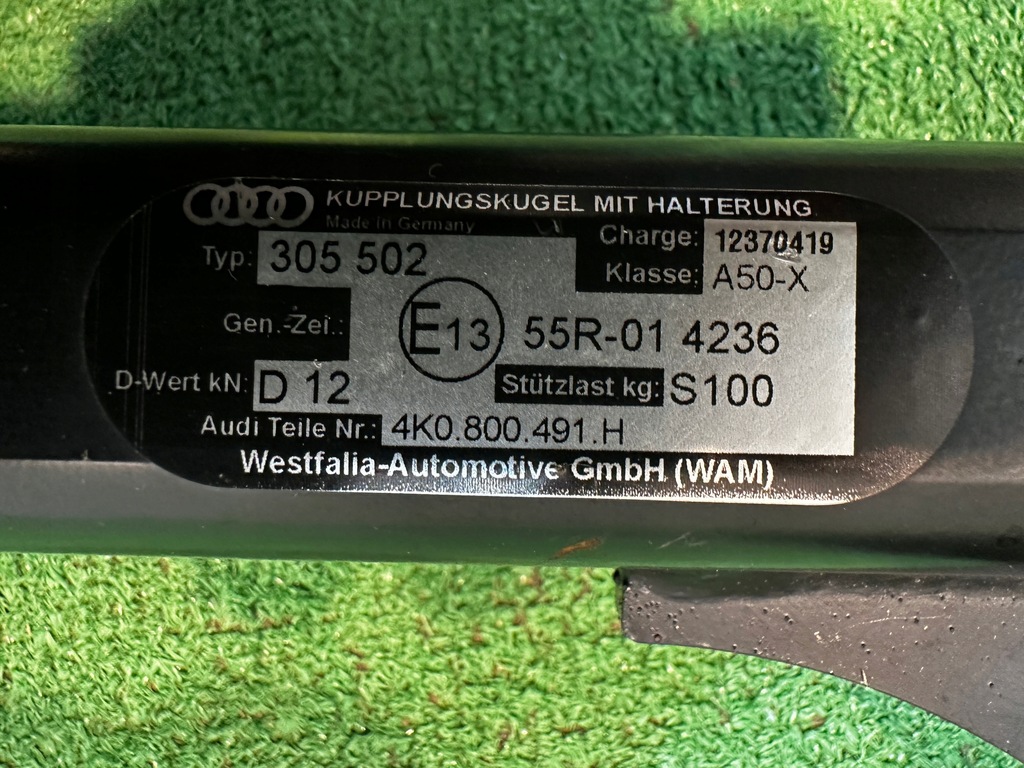 KUPPLUNGSKUGEL MIT HALTERUNG
Made in Germany
Charge: 12370419
Typ: 305 502
Klasse: A50-X
Gen.-Zei.: E13 55R-01 4236
D-Wert kN: D 12 Stützlast kg: S100
Audi Teile Nr.: 4K0.800.491.H
Westfalia-Automotive GmbH (WAM)